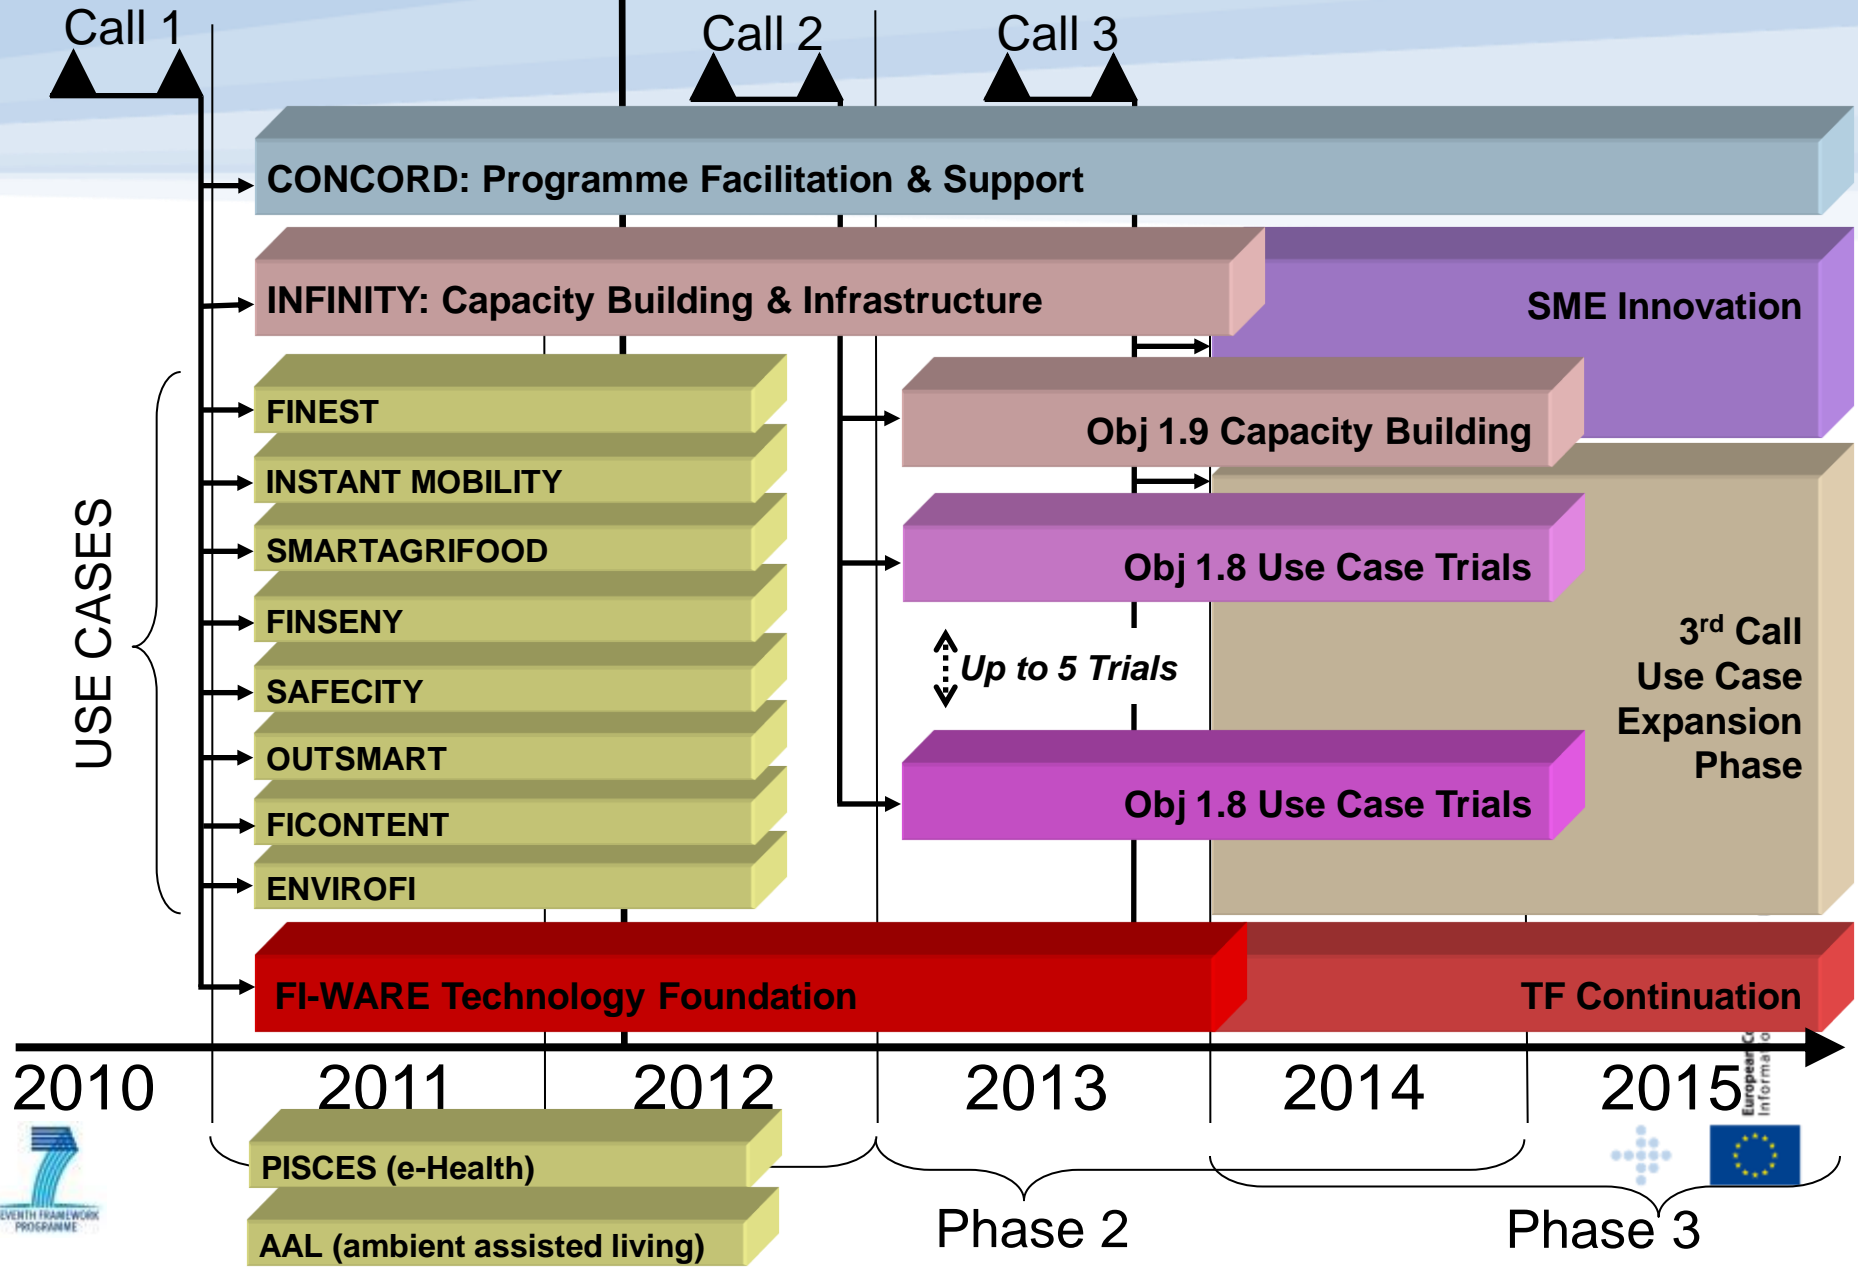 Call 1
Call 2
Call 3
CONCORD: Programme Facilitation & Support
INFINITY: Capacity Building & Infrastructure
SME Innovation
USE CASES
FINEST
INSTANT MOBILITY
SMARTAGRIFOOD
FINSENY
SAFECITY
OUTSMART
FICONTENT
ENVIROFI
Obj 1.9 Capacity Building
Obj 1.8 Use Case Trials
Up to 5 Trials
Obj 1.8 Use Case Trials
3rd Call
Use Case
Expansion
Phase
FI-WARE Technology Foundation
TF Continuation
2010
2011
2012
2013
2014
2015
European
PISCES (e-Health)
AAL (ambient assisted living)
Phase 2
Phase 3
SEVENTH FRAMEWORK
PROGRAMME